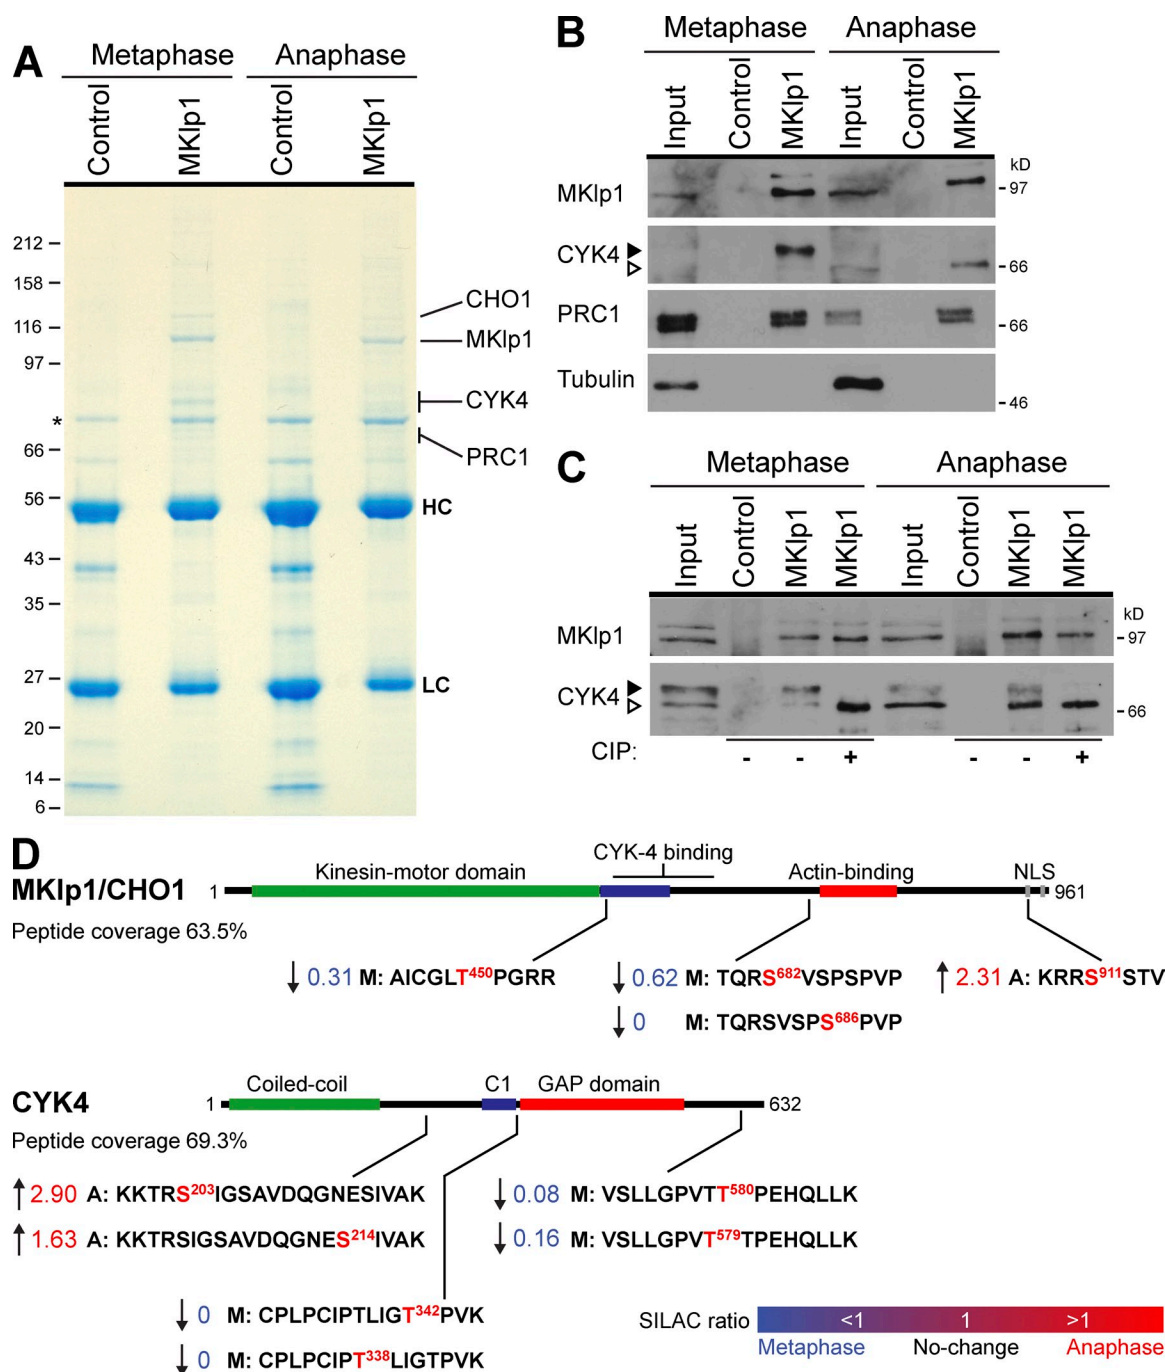 A
Metaphase Anaphase
Control MKlp1 Control MKlp1
212
158
116
97
*
66
56
43
35
27
20
14
6
CHO1
MKlp1
CYK4
PRC1
HC
LC
B
Metaphase Anaphase
Input Control MKlp1 Input Control MKlp1
kD
MKlp1 97
CYK4 66
PRC1 66
Tubulin 46
C
Metaphase Anaphase
Input Control MKlp1 MKlp1 Input Control MKlp1 MKlp1
kD
MKlp1 97
CYK4 66
CIP: - - + - - +
D
MKlp1/CHO1
Peptide coverage 63.5%
1 Kinesin-motor domain CYK-4 binding Actin-binding NLS 961
↓ 0.31 M: AICGLT450PGRR
↓ 0.62 M: TQRS682VSPSPVP
↓ 0 M: TQRSVSPS686PVP
↑ 2.31 A: KRRS911STV
CYK4
Peptide coverage 69.3%
1 Coiled-coil C1 GAP domain 632
↑ 2.90 A: KKTRS203IGSAVDQGNESIVAK
↑ 1.63 A: KKTRSIGSAVDQGNES214IVAK
↓ 0.08 M: VSLLGPVTT580PEHQLLK
↓ 0.16 M: VSLLGPVT579TPEHQLLK
↓ 0 M: CPLPCIPTLIGT342PVK
↓ 0 M: CPLPCIPT338LIGTPVK
SILAC ratio <1 1 >1
Metaphase No-change Anaphase